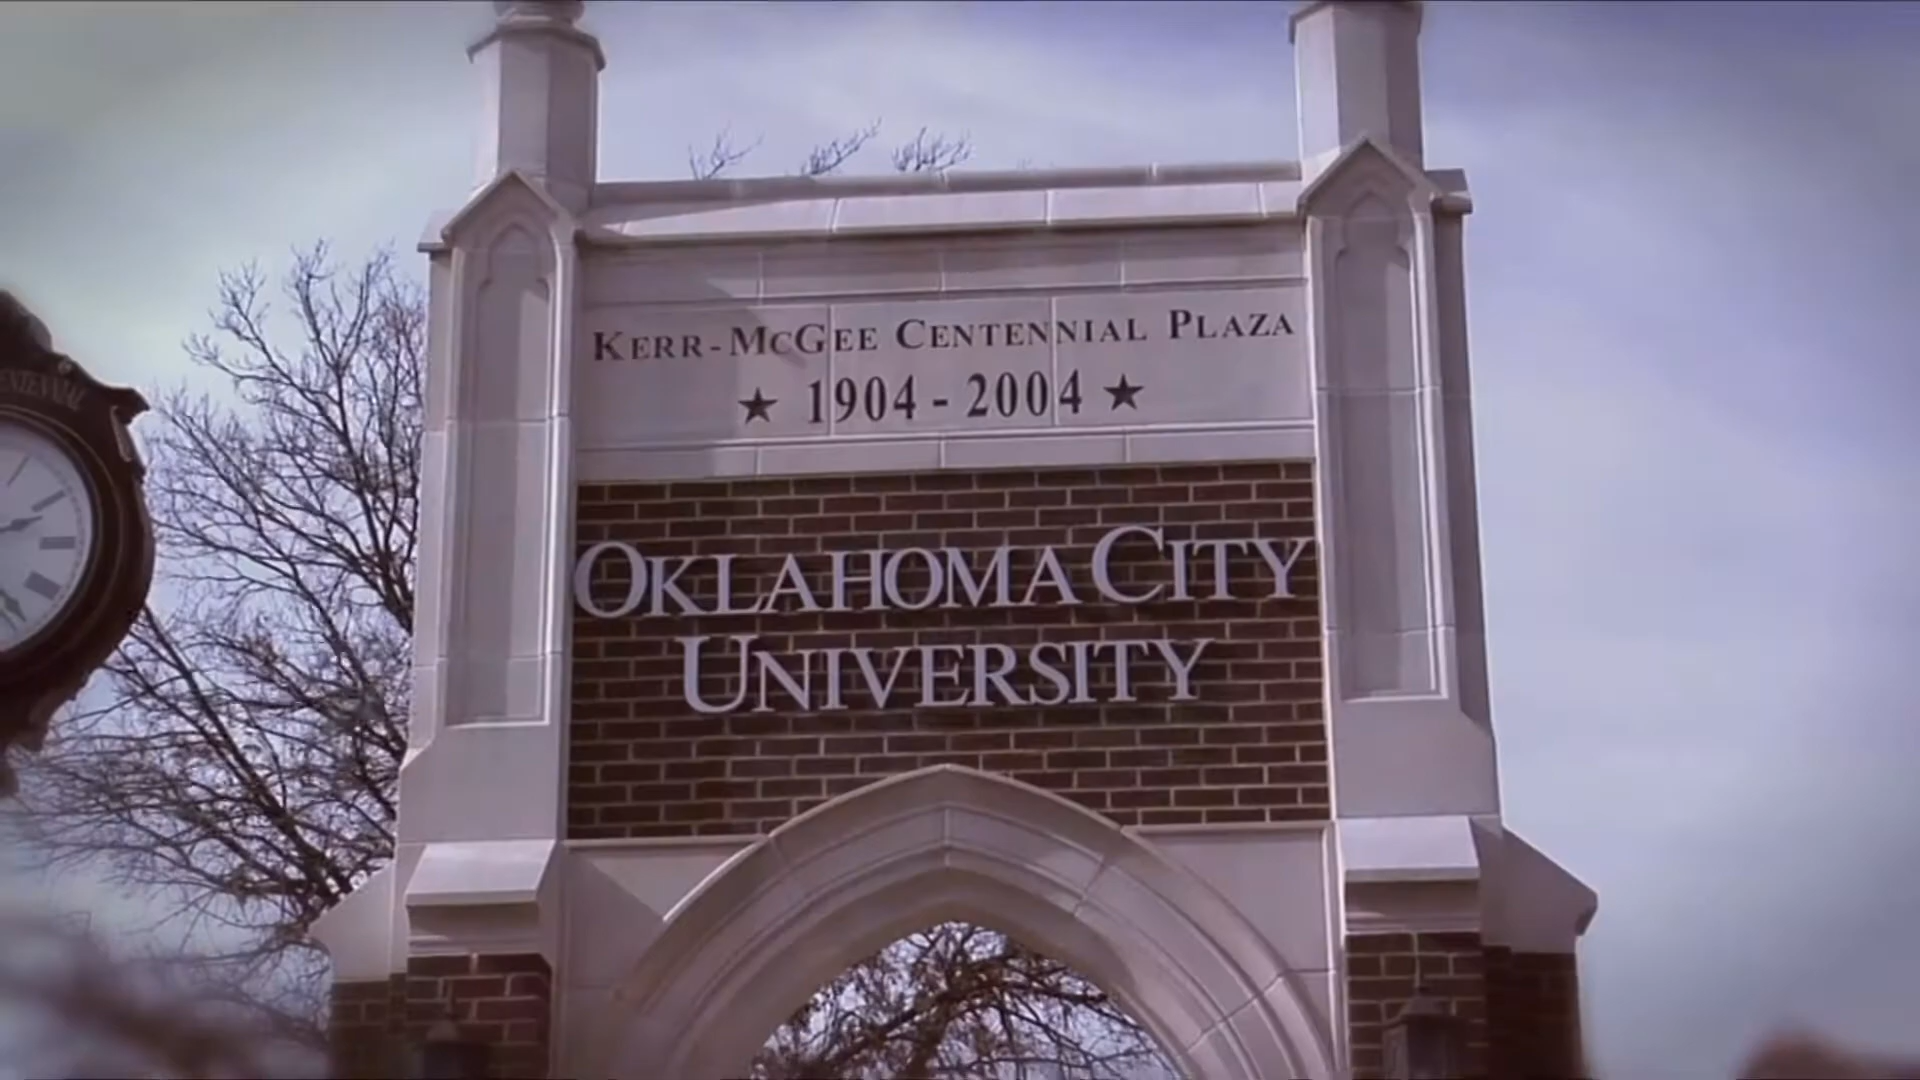 KERR-MCGEE CENTENNIAL PLAZA
★ 1904-2004 ★
OKLAHOMA CITY
UNIVERSITY